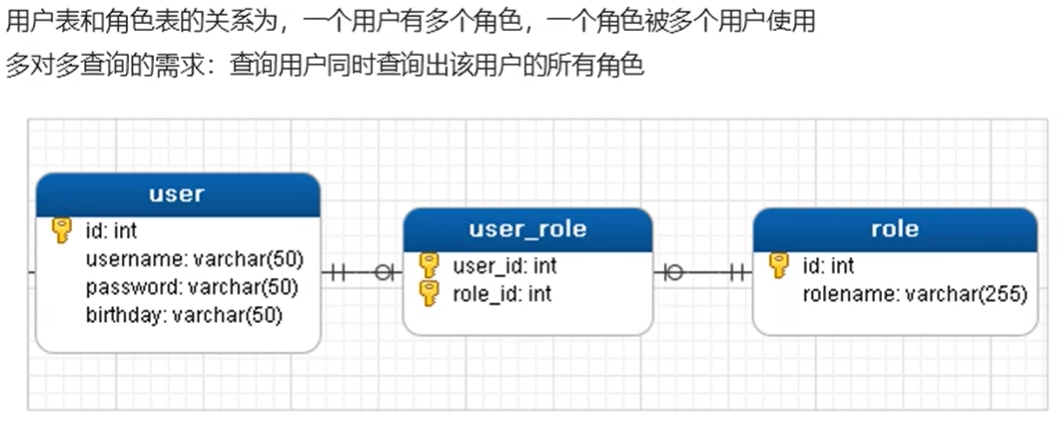 用户表和角色表的关系为，一个用户有多个角色，一个角色被多个用户使用
多对多查询的需求：查询用户同时查询出该用户的所有角色
user
id: int
username: varchar(50)
password: varchar(50)
birthday: varchar(50)
user_role
user_id: int
role_id: int
role
id: int
rolename: varchar(255)